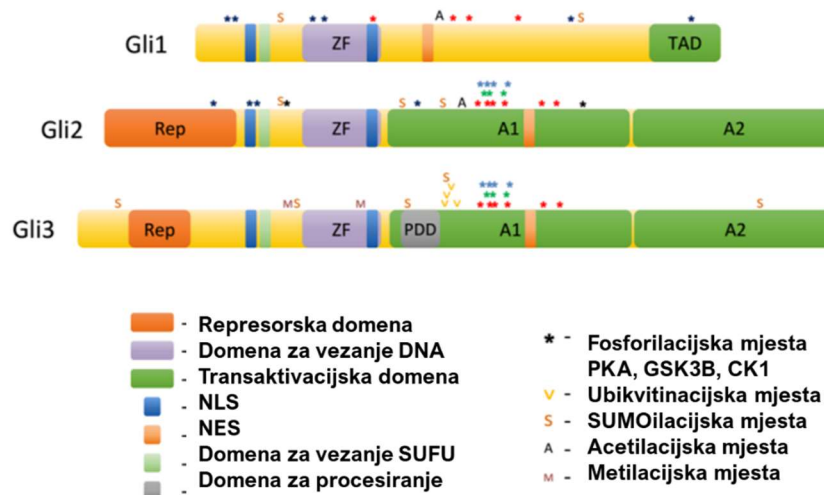 S A S
Gli1 ZF TAD
S S S A
Gli2 Rep ZF A1 A2
S
V
V
S M S M S V V S
Gli3 Rep ZF PDD A1 A2
- Represorska domena
- Domena za vezanje DNA
- Transaktivacijska domena
- NLS
- NES
- Domena za vezanje SUFU
- Domena za procesiranje
* - Fosforilacijska mjesta
PKA, GSK3B, CK1
V - Ubikvitinacijska mjesta
S - SUMOilacijska mjesta
A - Acetilacijska mjesta
M - Metilacijska mjesta